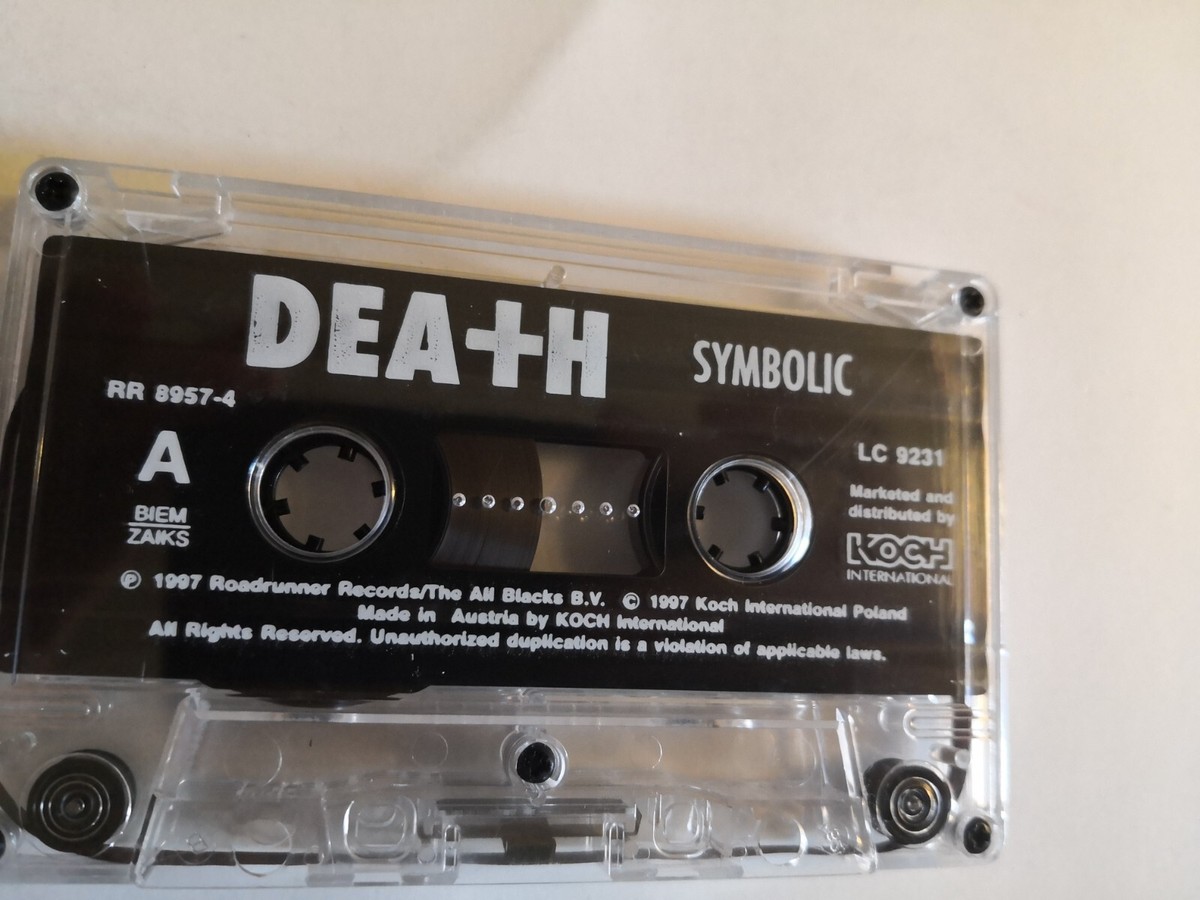 DEATH
SYMBOLIC
RR 8957-4
A
BIEM
ZAIKS
LC 9231
Marketed and
distributed by
KOCH
INTERNATIONAL
℗ 1997 Roadrunner Records/The All Blacks B.V. © 1997 Koch International Poland
Made in Austria by KOCH International
All Rights Reserved. Unauthorized duplication is a violation of applicable laws.